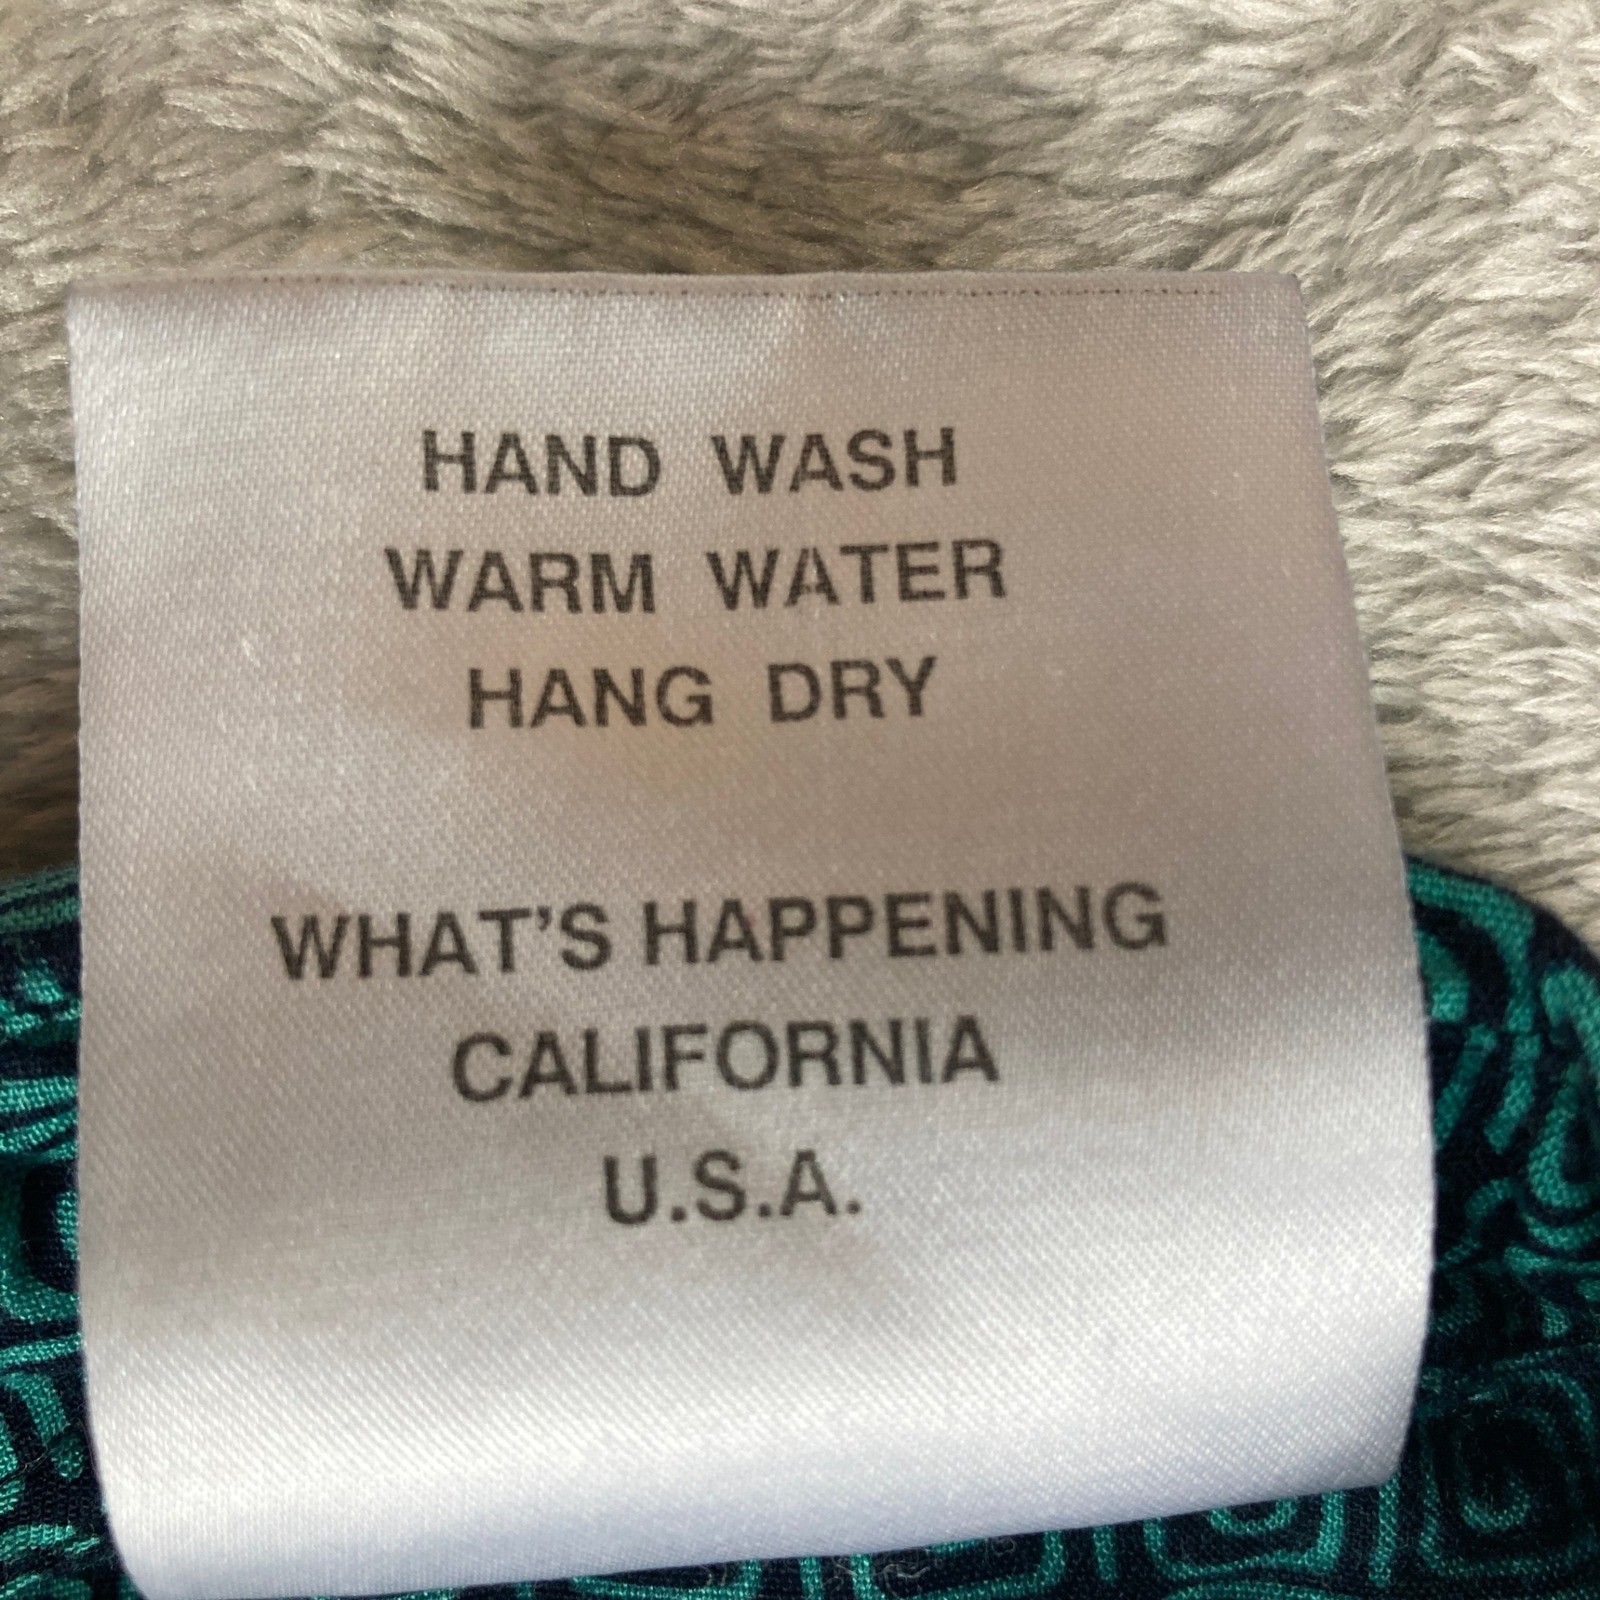 HAND WASH
WARM WATER
HANG DRY
WHAT'S HAPPENING
CALIFORNIA
U.S.A.